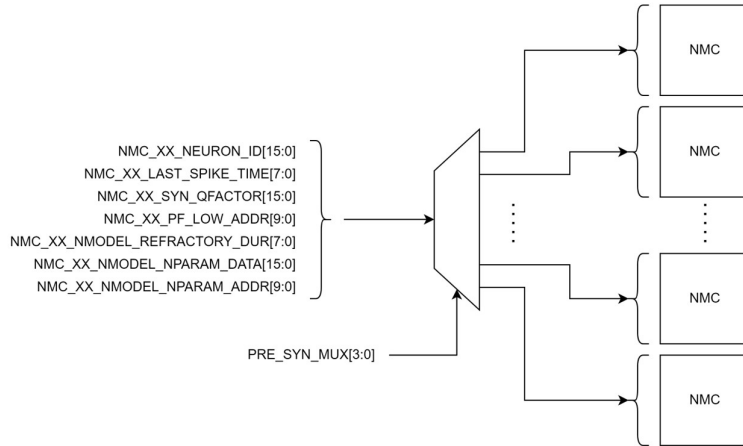 NMC
NMC_XX_NEURON_ID[15:0]
NMC_XX_LAST_SPIKE_TIME[7:0]
NMC
NMC_XX_SYN_QFACTOR[15:0]
NMC_XX_PF_LOW_ADDR[9:0]
NMC_XX_NMODEL_REFRACTORY_DUR[7:0]
NMC_XX_NMODEL_NPARAM_DATA[15:0]
NMC_XX_NMODEL_NPARAM_ADDR[9:0]
NMC
PRE_SYN_MUX[3:0]
NMC